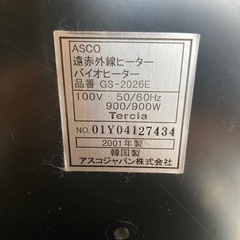 ASCO
遠赤外線ヒーター
バイオヒーター
品番 GS-2026E
100V 50/60Hz
900/900W
Tercia
NO.01Y04127434
2001年製
韓国製
アスコジャパン株式会社